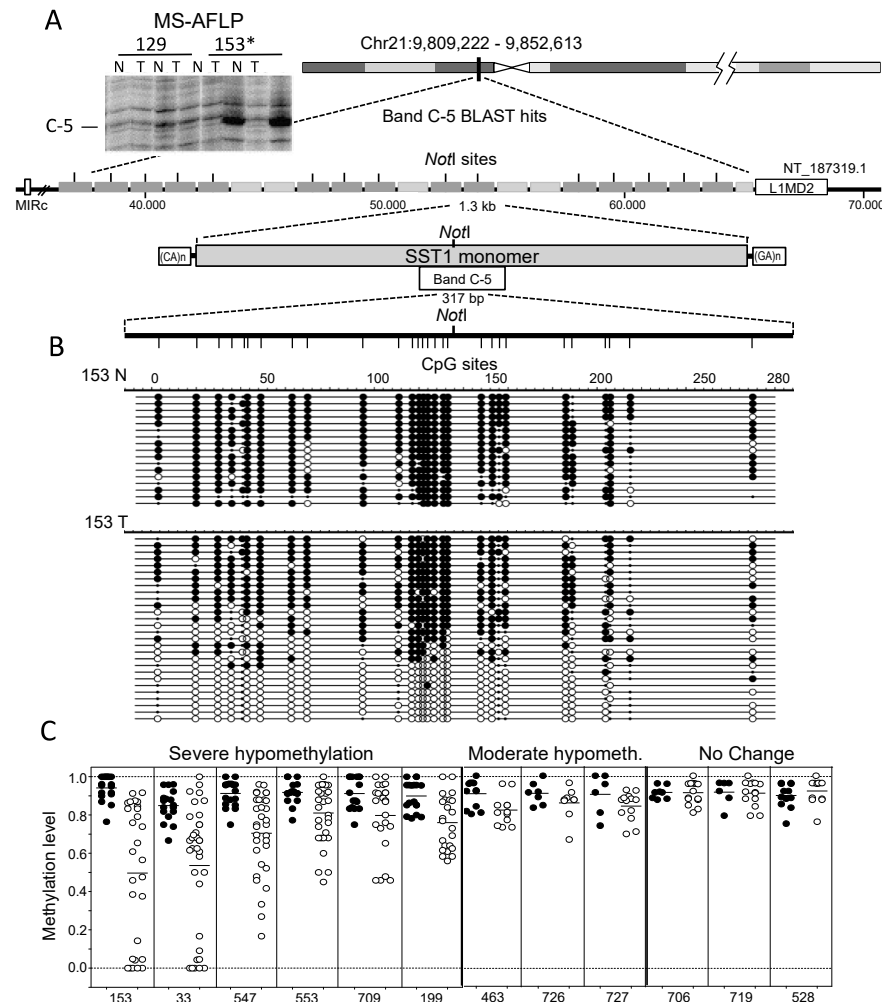 A
MS-AFLP
129 153*
N T N T N T N T
C-5
Chr21:9,809,222 - 9,852,613
Band C-5 BLAST hits
NotI sites
NT_187319.1
MIRc
L1MD2
40.000 50.000 60.000 70.000
1.3 kb
NotI
(CA)n
SST1 monomer
(GA)n
Band C-5
317 bp
NotI
B
CpG sites
153 N
0 50 100 150 200 250 280
153 T
C
Severe hypomethylation Moderate hypometh. No Change
Methylation level
1.0
0.8
0.6
0.4
0.2
0.0
153 33 547 553 709 199 463 726 727 706 719 528